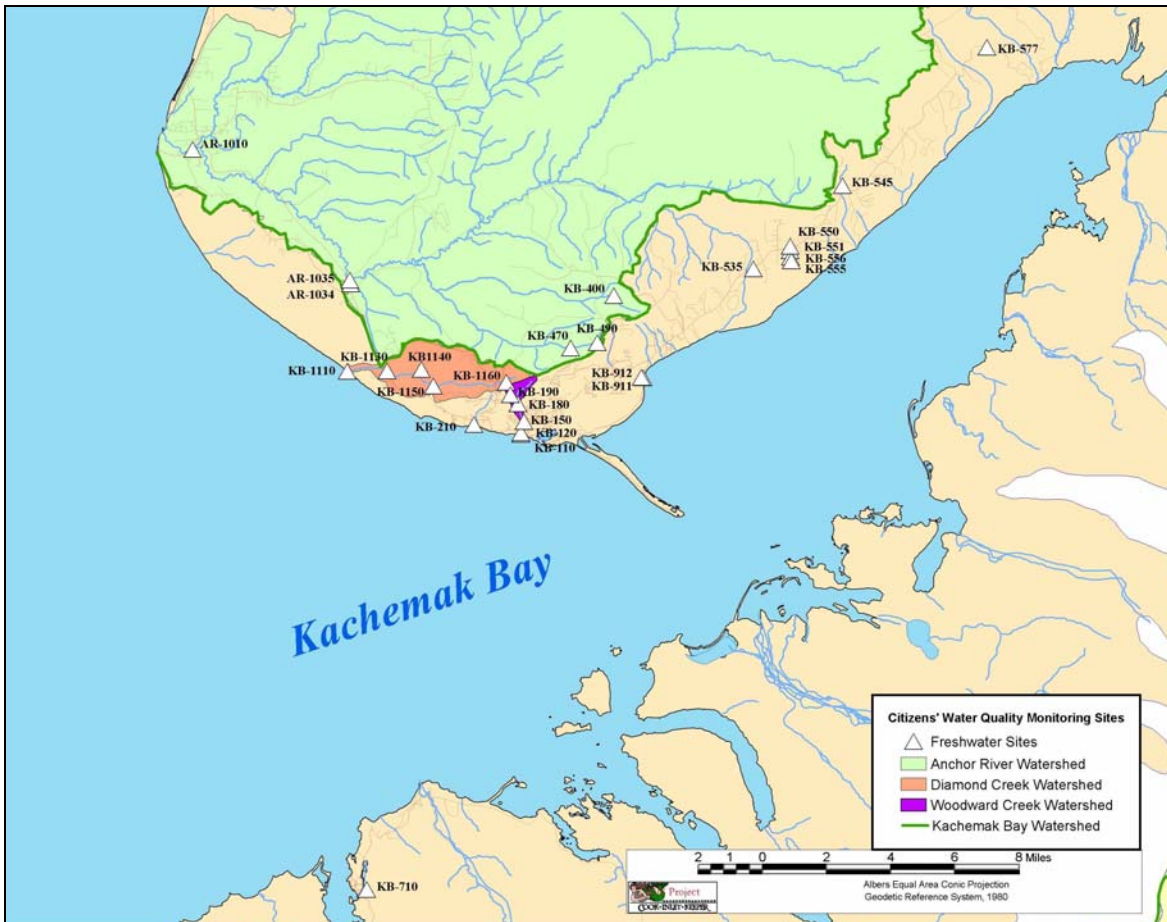 KB-577
AR-1010
KB-545
KB-550
KB-551
KB-556
KB-555
KB-535
AR-1035
AR-1034
KB-400
KB-470
KB-490
KB-1130
KB1140
KB-1110
KB-1160
KB-912
KB-911
KB-1150
KB-190
KB-180
KB-210
KB-150
KB-120
KB-110
Kachemak Bay
KB-710
Citizens' Water Quality Monitoring Sites
Freshwater Sites
Anchor River Watershed
Diamond Creek Watershed
Woodward Creek Watershed
Kachemak Bay Watershed
2 1 0 2 4 6 8 Miles
Albers Equal Area Conic Projection
Geodetic Reference System, 1980
Project
COOK·INLET·KEEPER